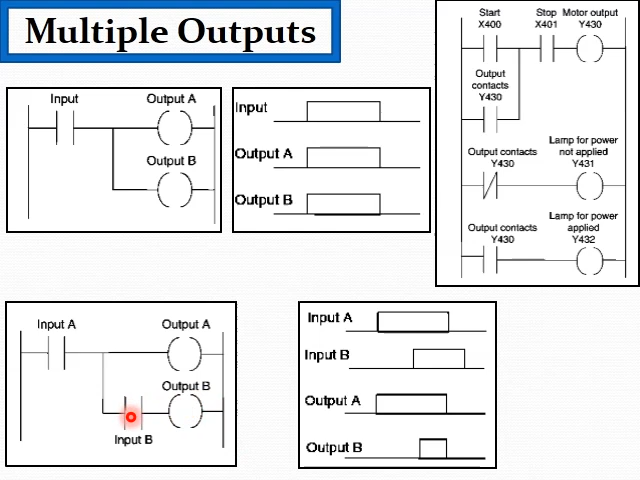 Multiple Outputs
Start
X400
Stop
X401
Motor output
Y430
Output
contacts
Y430
Output contacts
Y430
Lamp for power
not applied
Y431
Output contacts
Y430
Lamp for power
applied
Y432
Input
Output A
Output B
Input
Output A
Output B
Input A
Output A
Output B
Input B
Input A
Input B
Output A
Output B